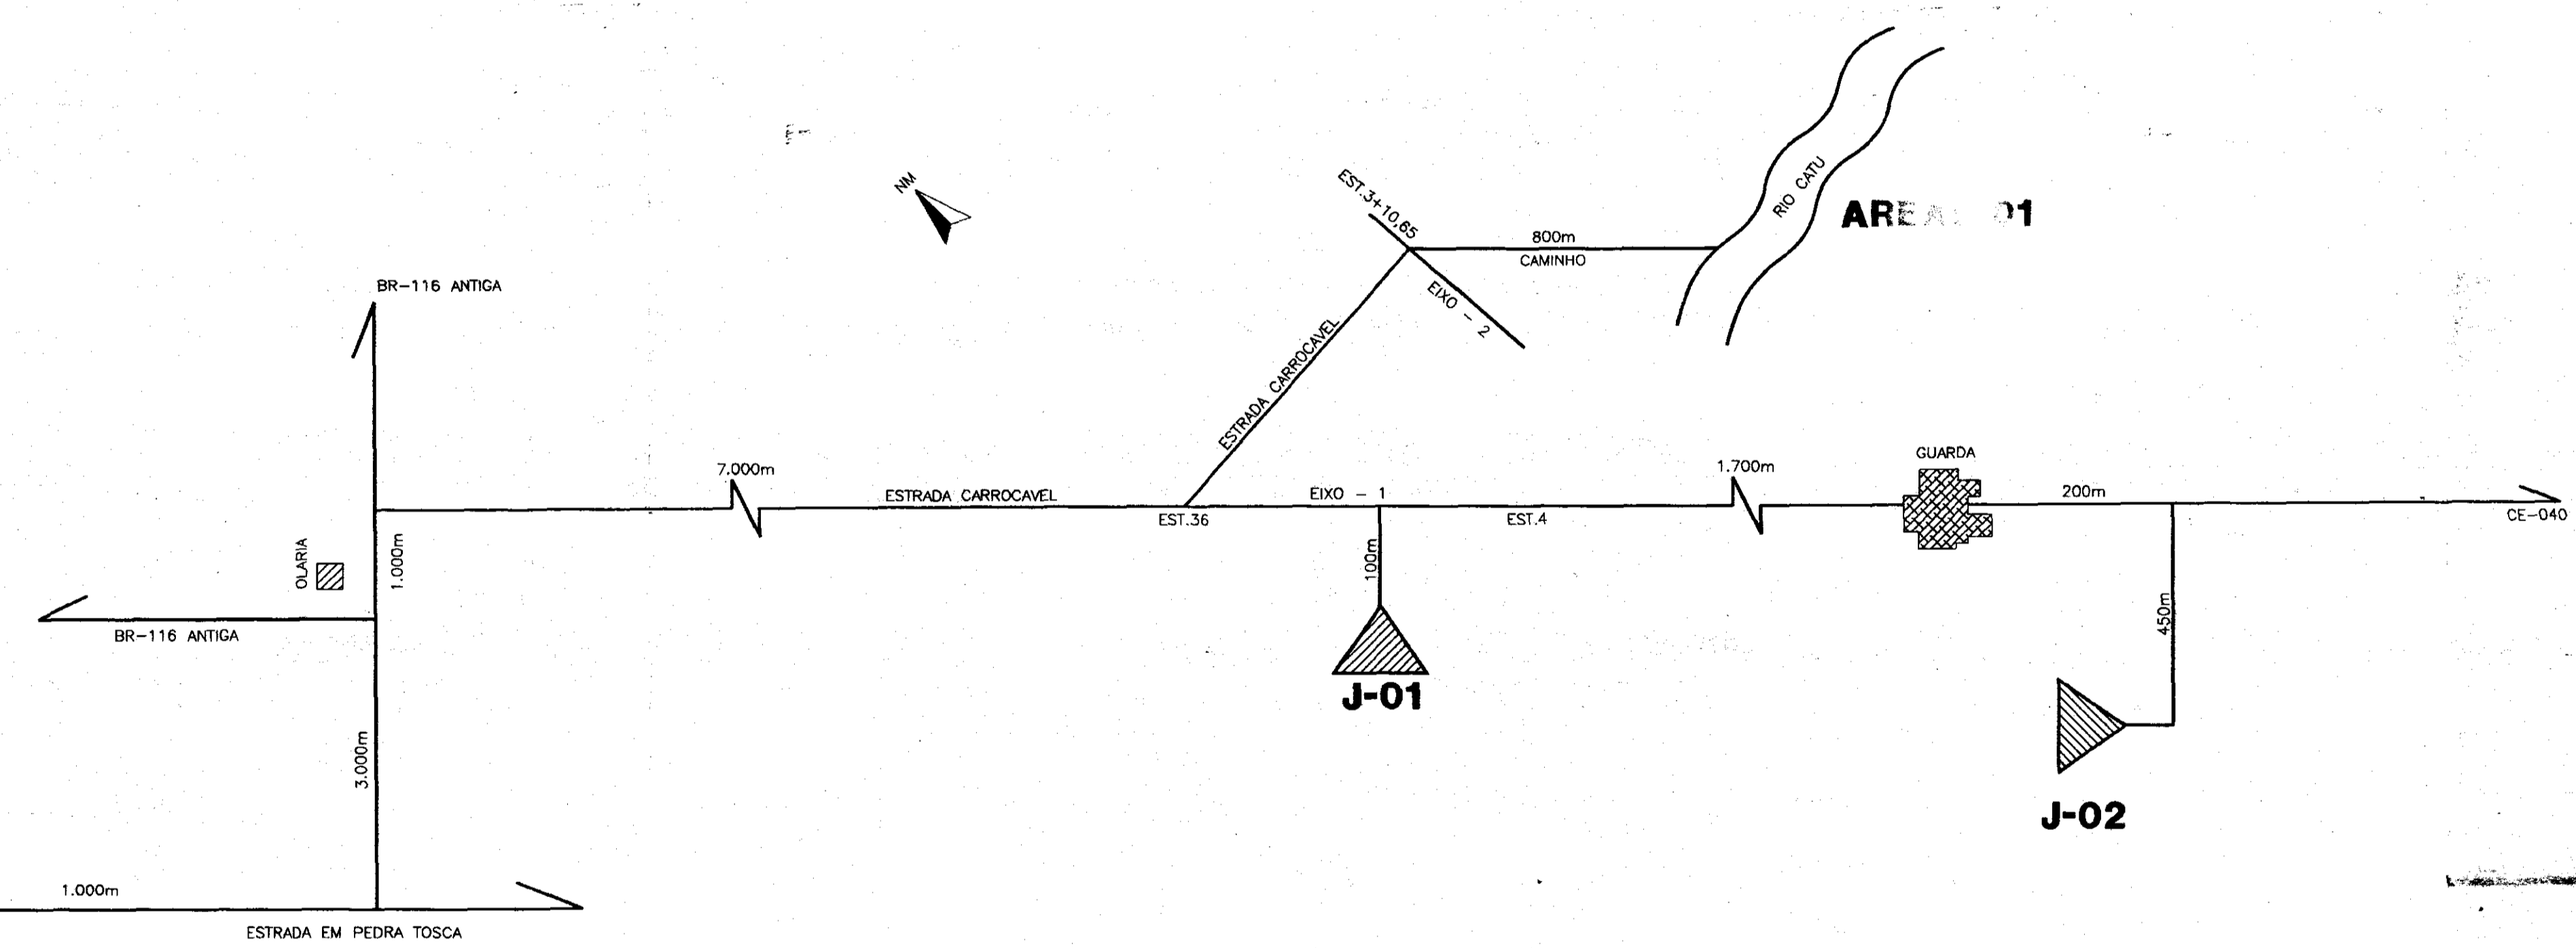 NM
EST.3+10,65
800m
CAMINHO
RIO CATU
01
EIXO - 2
BR-116 ANTIGA
ESTRADA CARROCAVEL
7.000m
ESTRADA CARROCAVEL
EST.36
EIXO - 1
EST.4
1.700m
GUARDA
200m
CE-040
OLARIA
1.000m
100m
450m
BR-116 ANTIGA
J-01
3.000m
J-02
1.000m
ESTRADA EM PEDRA TOSCA